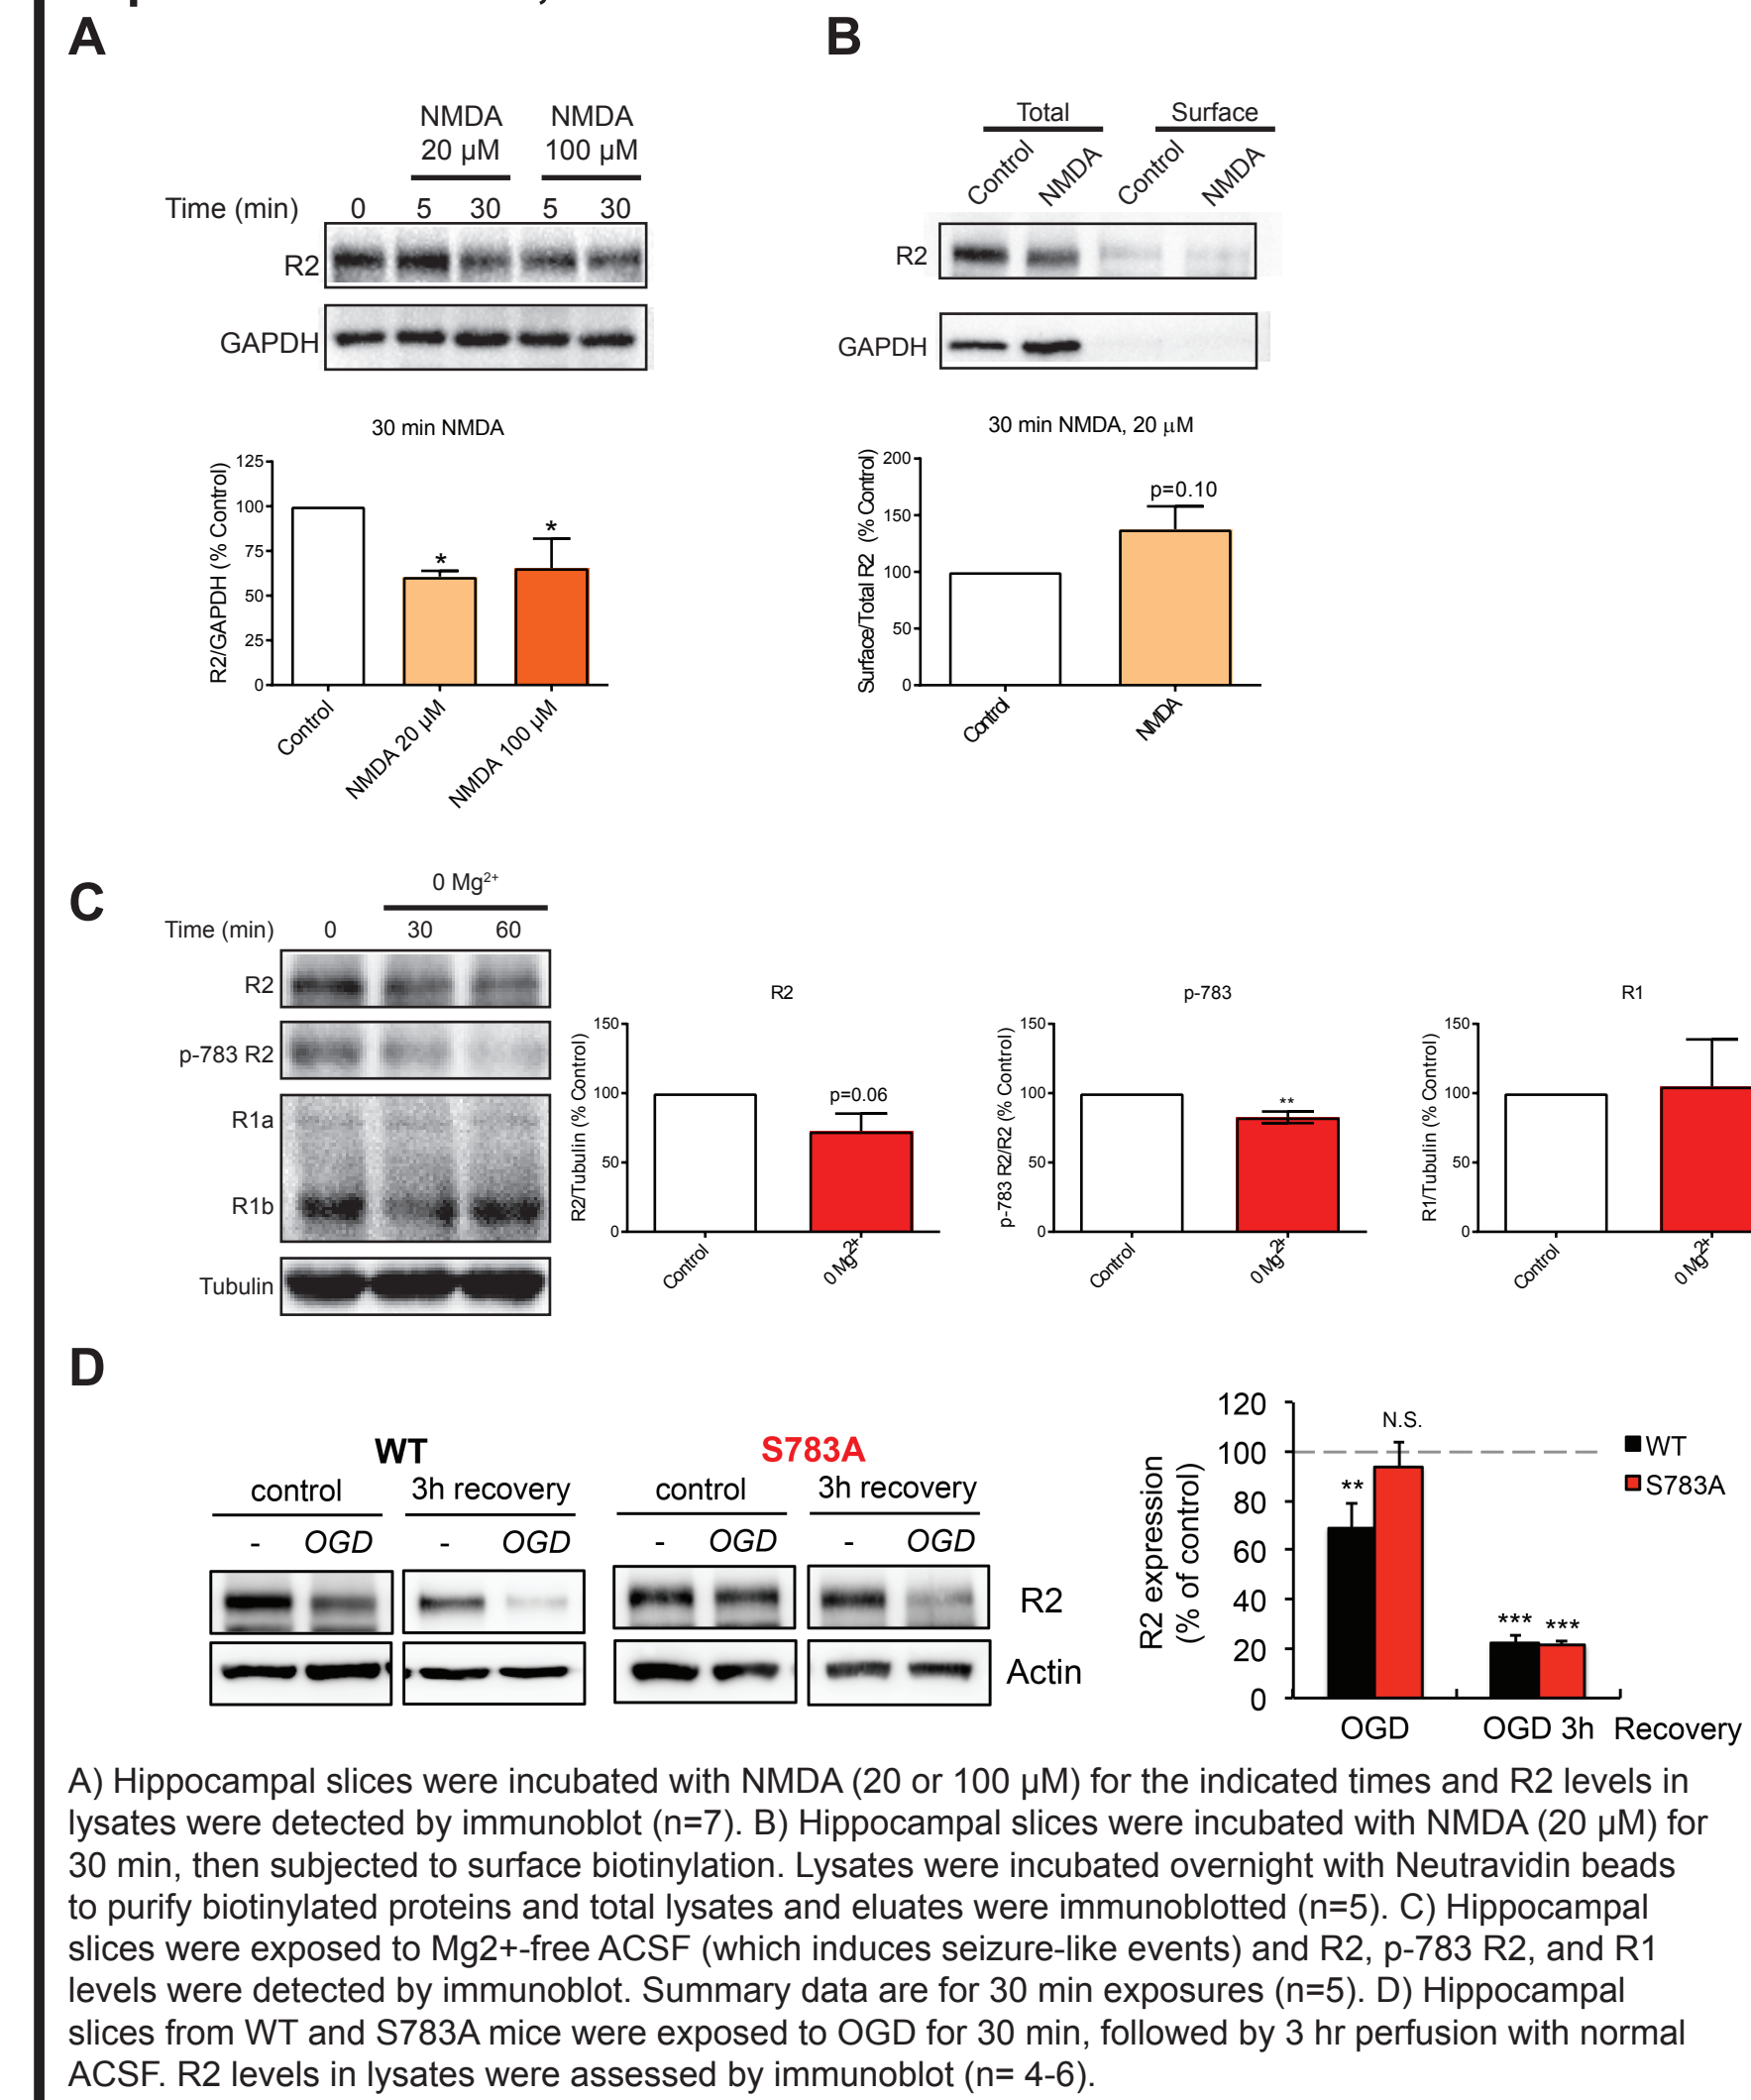 A
B
NMDA
20 µM
NMDA
100 µM
Time (min)
0
5
30
5
30
R2
GAPDH
Total
Surface
Control
NMDA
Control
NMDA
R2
GAPDH
30 min NMDA
R2/GAPDH (% Control)
125
100
75
50
25
0
*
*
Control
NMDA 20 µM
NMDA 100 µM
30 min NMDA, 20 µM
Surface/Total R2 (% Control)
200
150
100
50
0
p=0.10
Control
NMDA
C
0 Mg²⁺
Time (min)
0
30
60
R2
p-783 R2
R1a
R1b
Tubulin
R2
R2/Tubulin (% Control)
150
100
50
0
p=0.06
Control
0 Mg²⁺
p-783
p-783 R2/R2 (% Control)
150
100
50
0
**
Control
0 Mg²⁺
R1
R1/Tubulin (% Control)
150
100
50
0
Control
0 Mg²⁺
D
WT
control
3h recovery
-
OGD
-
OGD
S783A
control
3h recovery
-
OGD
-
OGD
R2
Actin
R2 expression
(% of control)
120
100
80
60
40
20
0
**
N.S.
***
***
WT
S783A
OGD
OGD 3h Recovery
A) Hippocampal slices were incubated with NMDA (20 or 100 µM) for the indicated times and R2 levels in
lysates were detected by immunoblot (n=7). B) Hippocampal slices were incubated with NMDA (20 µM) for
30 min, then subjected to surface biotinylation. Lysates were incubated overnight with Neutravidin beads
to purify biotinylated proteins and total lysates and eluates were immunoblotted (n=5). C) Hippocampal
slices were exposed to Mg2+-free ACSF (which induces seizure-like events) and R2, p-783 R2, and R1
levels were detected by immunoblot. Summary data are for 30 min exposures (n=5). D) Hippocampal
slices from WT and S783A mice were exposed to OGD for 30 min, followed by 3 hr perfusion with normal
ACSF. R2 levels in lysates were assessed by immunoblot (n= 4-6).